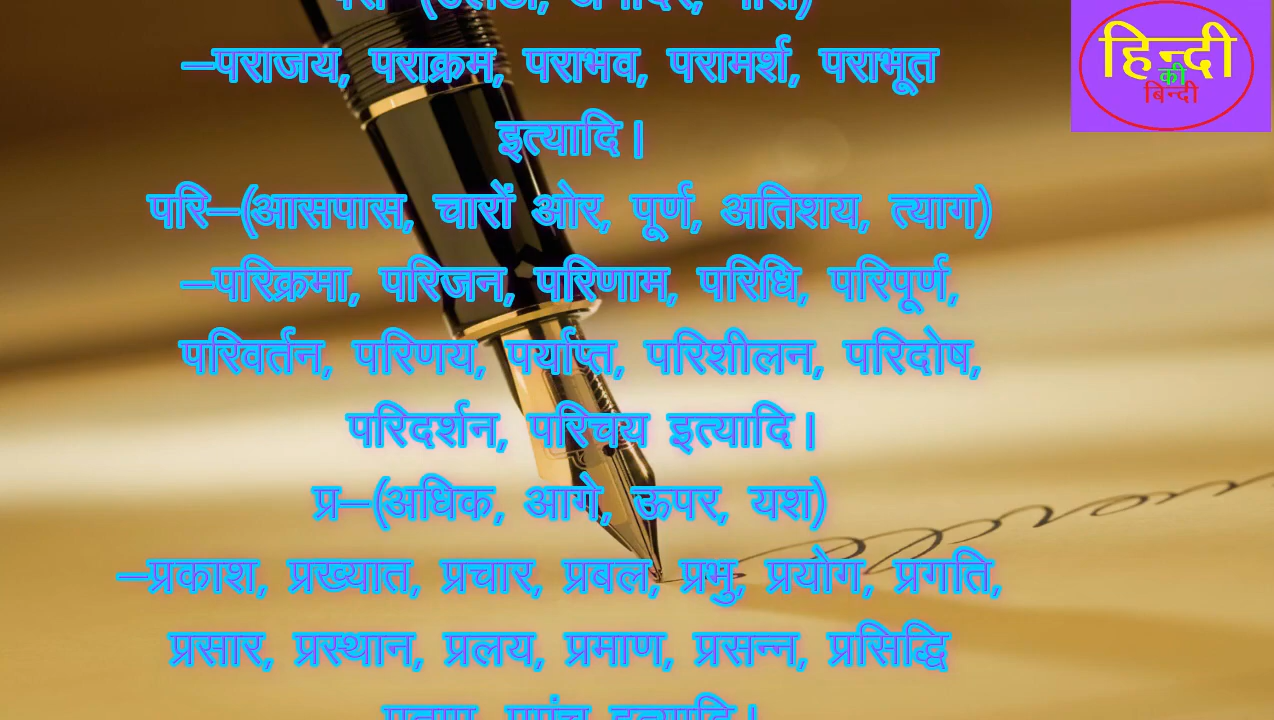 —पराजय, पराक्रम, पराभव, परामर्श, पराभूत
इत्यादि।
परि—(आसपास, चारों ओर, पूर्ण, अतिशय, त्याग)
—परिक्रमा, परिजन, परिणाम, परिधि, परिपूर्ण,
परिवर्तन, परिणय, पर्याप्त, परिशीलन, परिदोष,
परिदर्शन, परिचय इत्यादि।
प्र—(अधिक, आगे, ऊपर, यश)
—प्रकाश, प्रख्यात, प्रचार, प्रबल, प्रभु, प्रयोग, प्रगति,
प्रसार, प्रस्थान, प्रलय, प्रमाण, प्रसन्न, प्रसिद्धि
इत्यादि।
हिन्दी
की
बिन्दी